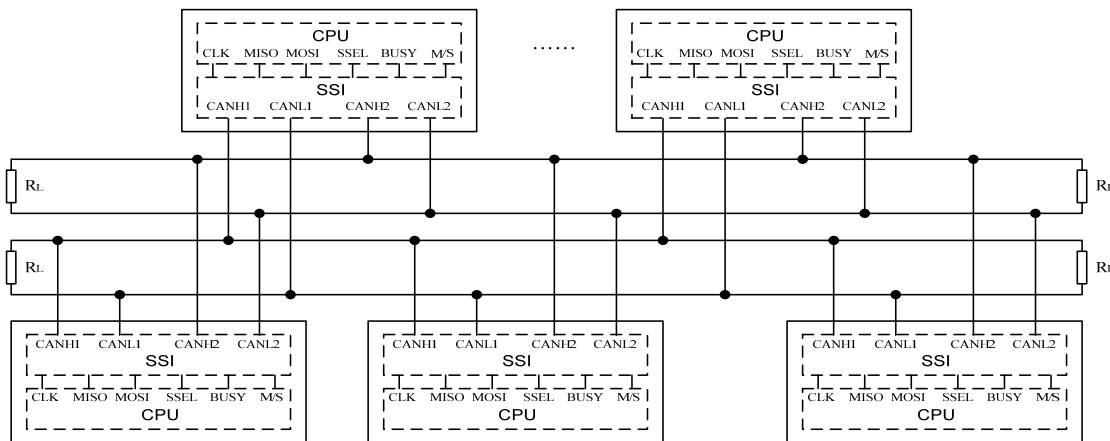 CPU CPU
CLK MISO MOSI SSEL BUSY M/S ...... CLK MISO MOSI SSEL BUSY M/S
SSI SSI
CANH1 CANL1 CANH2 CANL2 CANH1 CANL1 CANH2 CANL2
RL RL
RL RL
CANH1 CANL1 CANH2 CANL2 CANH1 CANL1 CANH2 CANL2 CANH1 CANL1 CANH2 CANL2
SSI SSI SSI
CLK MISO MOSI SSEL BUSY M/S CLK MISO MOSI SSEL BUSY M/S CLK MISO MOSI SSEL BUSY M/S
CPU CPU CPU